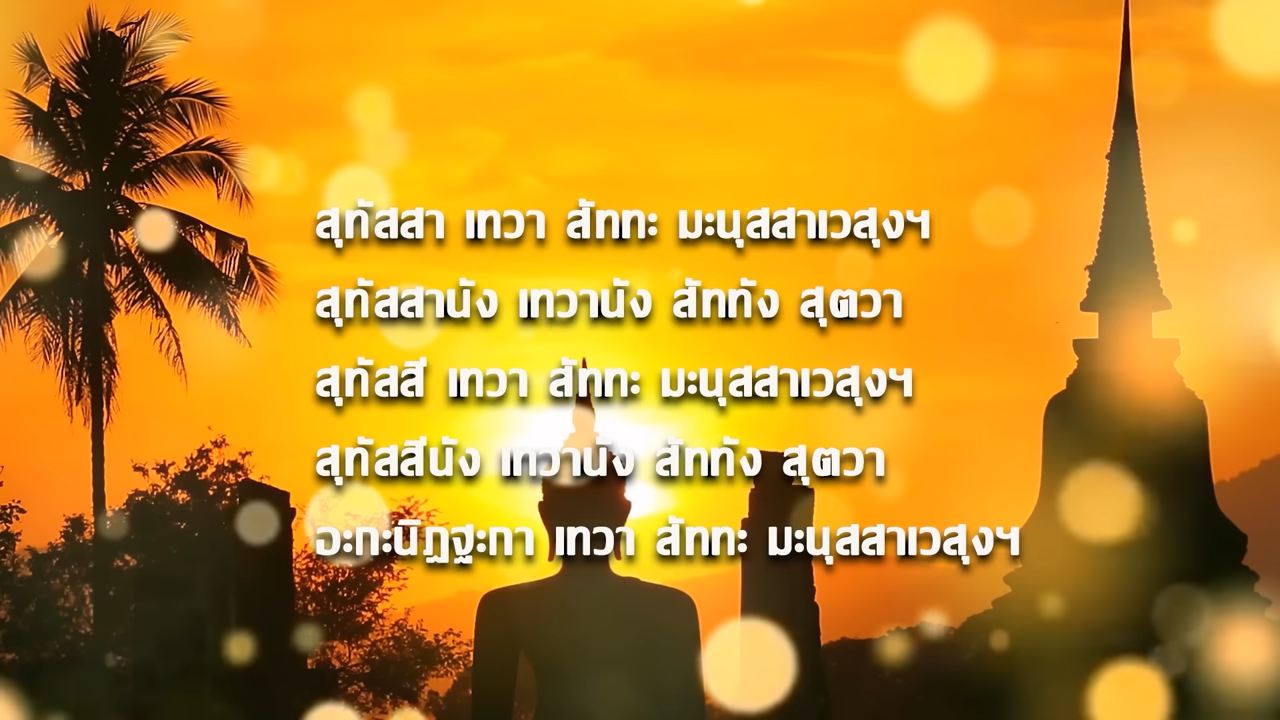 สุทัสสา เทวา สัททะ มะนุสสาเวสุงฯ
สุทัสสานัง เทวานัง สัททัง สุตวา
สุทัสสี เทวา สัททะ มะนุสสาเวสุงฯ
สุทัสสีนัง เทวานัง สัททัง สุตวา
อะกะนิฏฐะกา เทวา สัททะ มะนุสสาเวสุงฯ